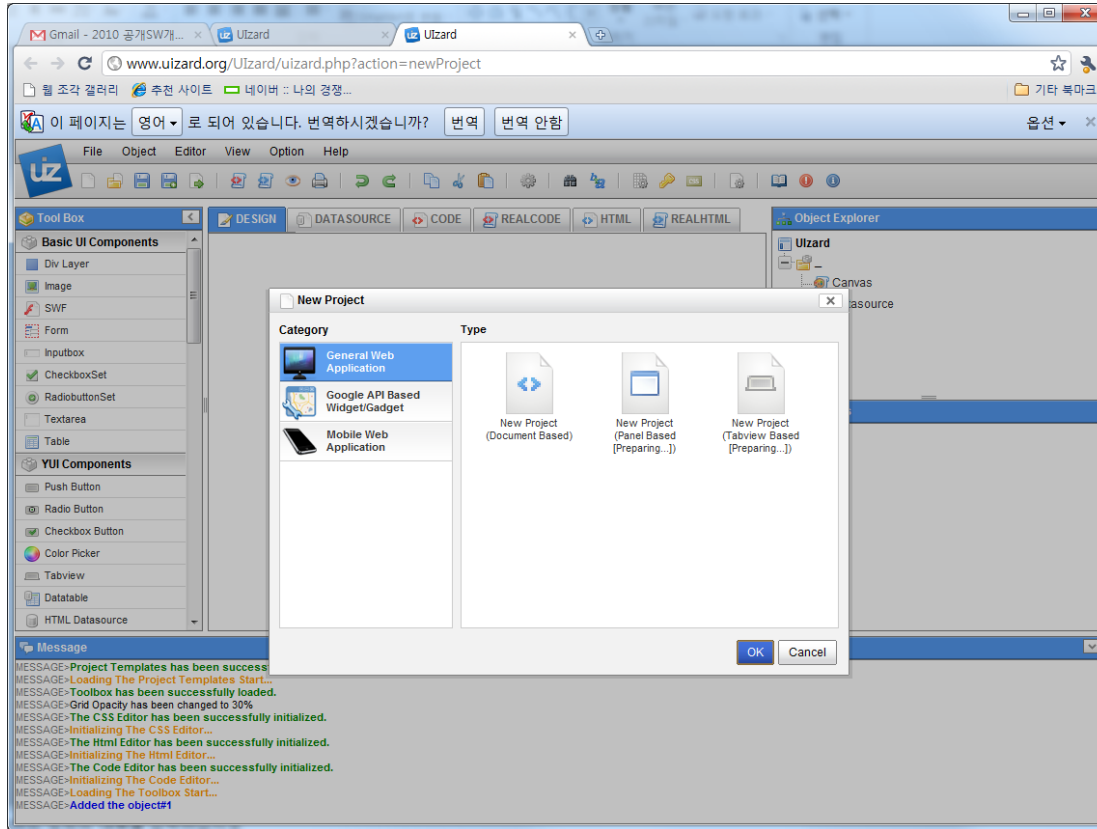 Gmail - 2010 공개SW개...
UIzard
UIzard
www.uizard.org/UIzard/uizard.php?action=newProject
웹 조각 갤러리 추천 사이트 네이버 :: 나의 경쟁...
기타 북마크
이 페이지는 영어 로 되어 있습니다. 번역하시겠습니까? 번역 번역 안함
옵션
uiz
File Object Editor View Option Help
Tool Box
DESIGN DATASOURCE CODE REALCODE HTML REALHTML
Object Explorer
Basic UI Components
Div Layer
Image
SWF
Form
Inputbox
CheckboxSet
RadiobuttonSet
Textarea
Table
YUI Components
Push Button
Radio Button
Checkbox Button
Color Picker
Tabview
Datatable
HTML Datasource
UIzard
_
Canvas
asource
New Project
Category
Type
General Web
Application
Google API Based
Widget/Gadget
Mobile Web
Application
New Project
(Document Based)
New Project
(Panel Based
[Preparing...])
New Project
(Tabview Based
[Preparing...])
OK
Cancel
Message
MESSAGE>Project Templates has been success
MESSAGE>Loading The Project Templates Start...
MESSAGE>Toolbox has been successfully loaded.
MESSAGE>Grid Opacity has been changed to 30%
MESSAGE>The CSS Editor has been successfully initialized.
MESSAGE>Initializing The CSS Editor...
MESSAGE>The Html Editor has been successfully initialized.
MESSAGE>Initializing The Html Editor...
MESSAGE>The Code Editor has been successfully initialized.
MESSAGE>Initializing The Code Editor...
MESSAGE>Loading The Toolbox Start...
MESSAGE>Added the object#1